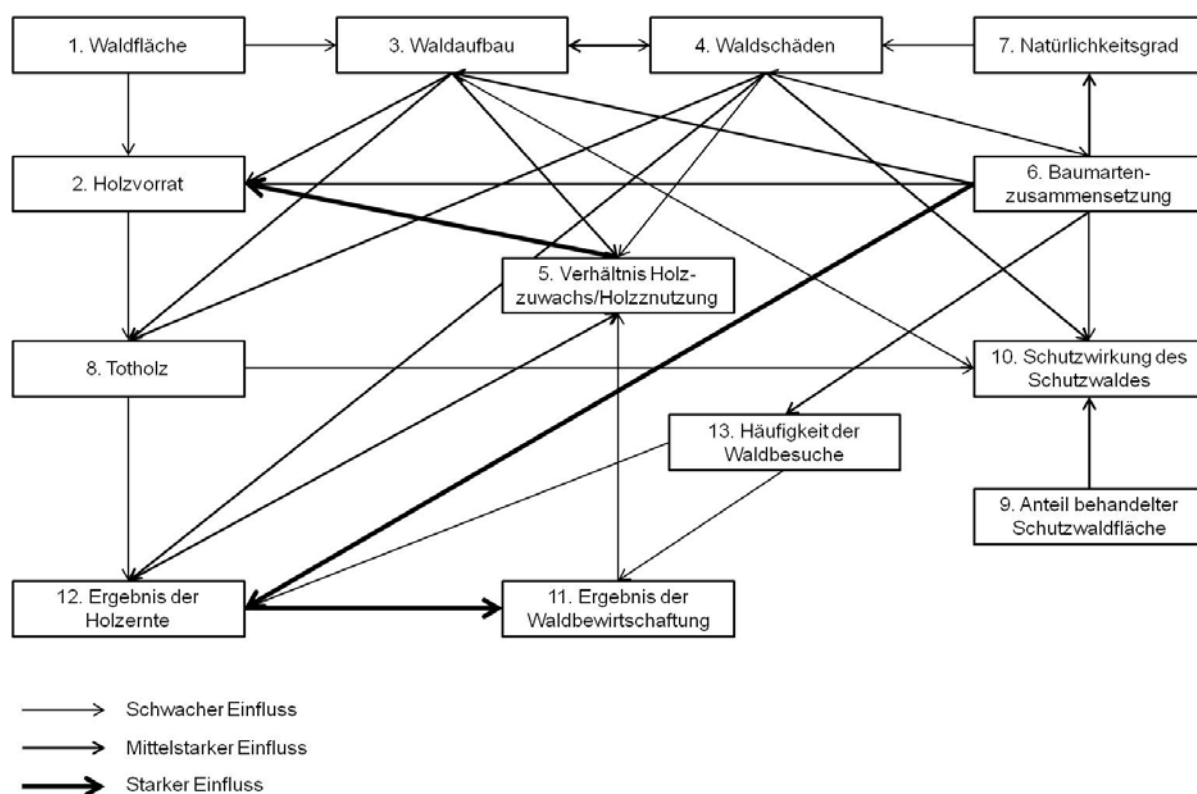 1. Waldfläche
3. Waldaufbau
4. Waldschäden
7. Natürlichkeitsgrad
2. Holzvorrat
6. Baumarten-
zusammensetzung
5. Verhältnis Holz-
zuwachs/Holzznutzung
8. Totholz
10. Schutzwirkung des
Schutzwaldes
13. Häufigkeit der
Waldbesuche
9. Anteil behandelter
Schutzwaldfläche
12. Ergebnis der
Holzernte
11. Ergebnis der
Waldbewirtschaftung
Schwacher Einfluss
Mittelstarker Einfluss
Starker Einfluss